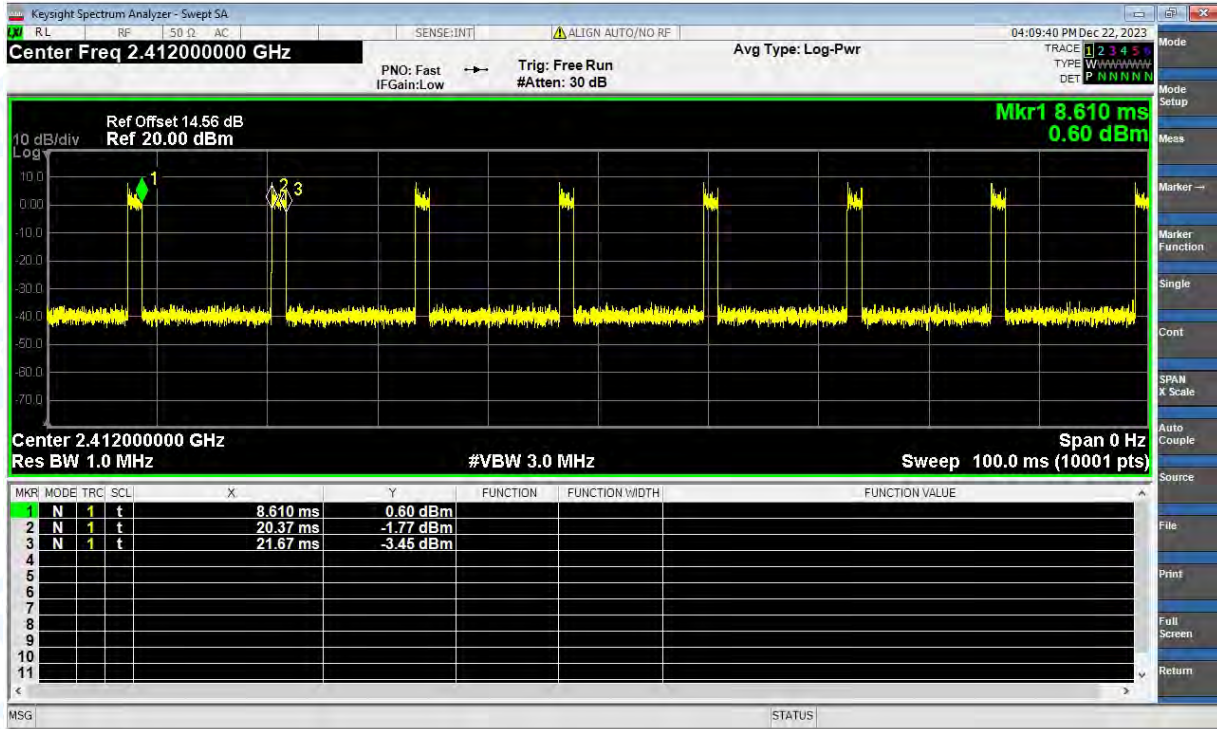 Keysight Spectrum Analyzer - Swept SA
LXI RL RF 50 Ω AC SENSE:INT ALIGN AUTO/NO RF 04:09:40 PM Dec 22, 2023
Center Freq 2.412000000 GHz Avg Type: Log-Pwr TRACE 1 2 3 4 5 6
PNO: Fast Trig: Free Run TYPE WWWWWWW
IFGain:Low #Atten: 30 dB DET P N N N N N
Mkr1 8.610 ms
Ref Offset 14.56 dB
10 dB/div Ref 20.00 dBm 0.60 dBm
Log
10.0
0.00
-10.0
-20.0
-30.0
-40.0
-50.0
-60.0
-70.0
1
2 3
Center 2.412000000 GHz Span 0 Hz
Res BW 1.0 MHz #VBW 3.0 MHz Sweep 100.0 ms (10001 pts)
MKR MODE TRC SCL X Y FUNCTION FUNCTION WIDTH FUNCTION VALUE
1 N 1 t 8.610 ms 0.60 dBm
2 N 1 t 20.37 ms -1.77 dBm
3 N 1 t 21.67 ms -3.45 dBm
4
5
6
7
8
9
10
11
MSG STATUS
Mode
Mode
Setup
Meas
Marker→
Marker
Function
Single
Cont
SPAN
X Scale
Auto
Couple
Source
File
Print
Full
Screen
Return